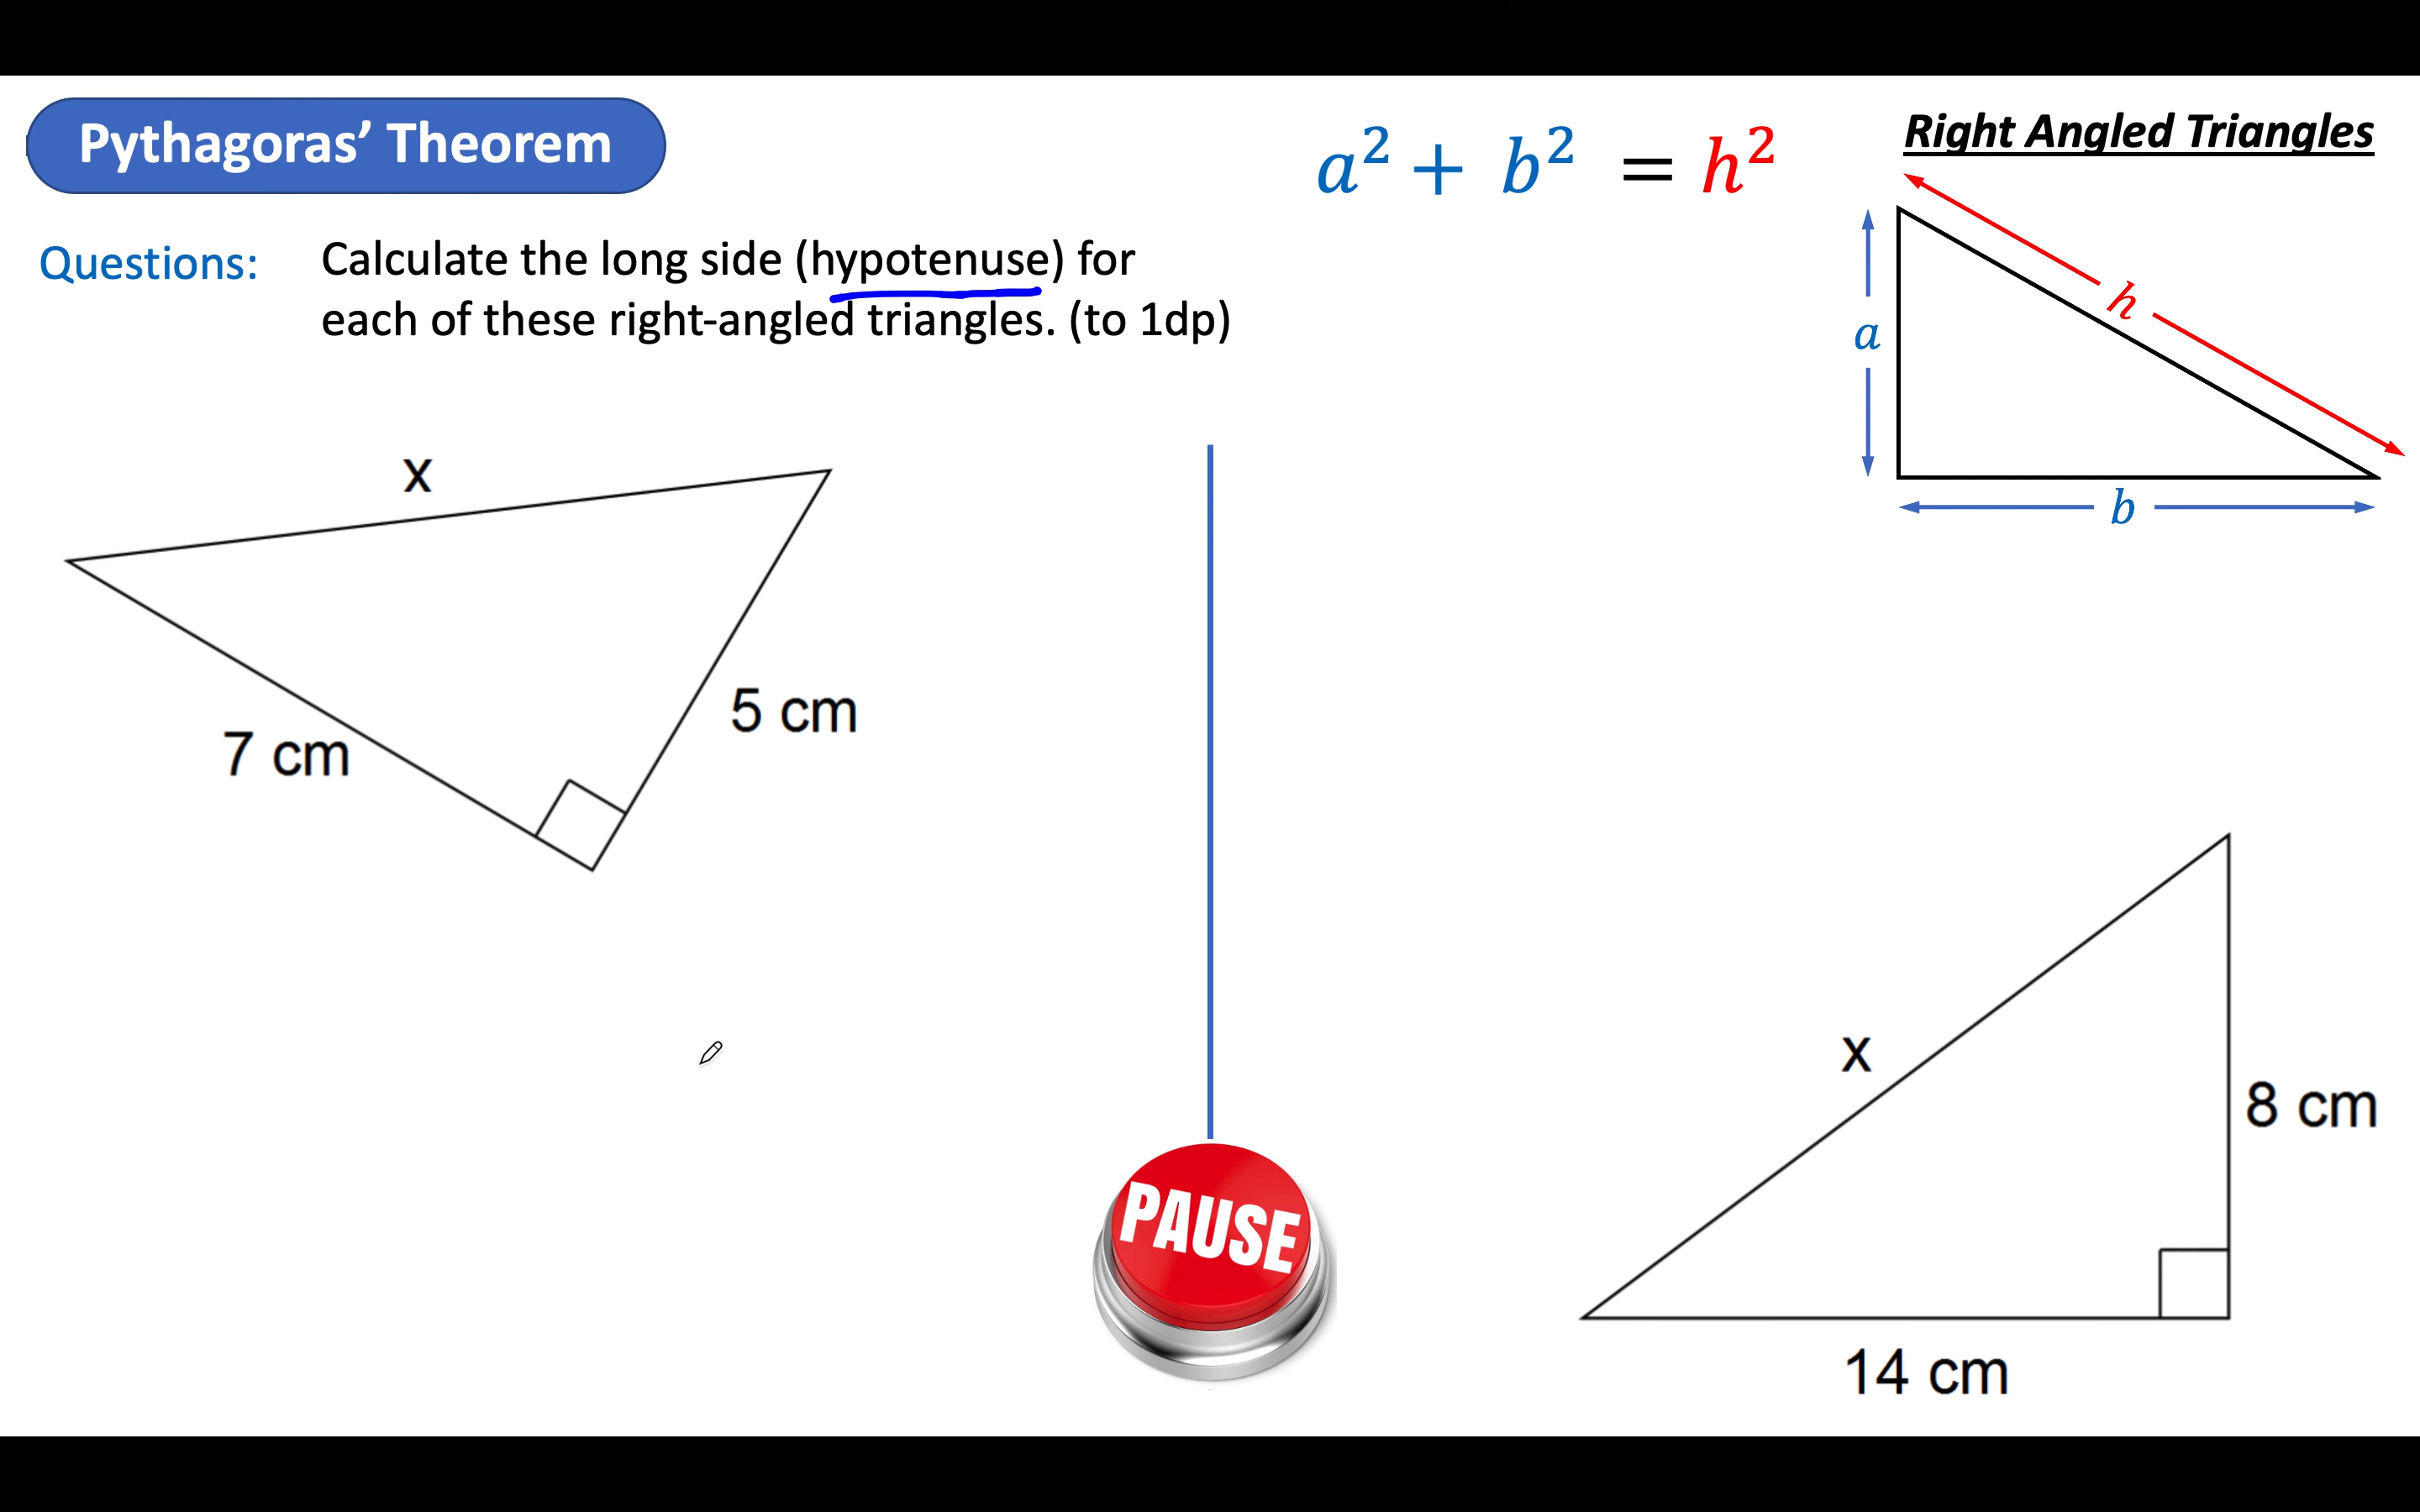 Pythagoras’ Theorem
a² + b² = h²
Right Angled Triangles
Questions:
Calculate the long side (hypotenuse) for
each of these right-angled triangles. (to 1dp)
h
a
b
x
5 cm
7 cm
x
8 cm
PAUSE
14 cm